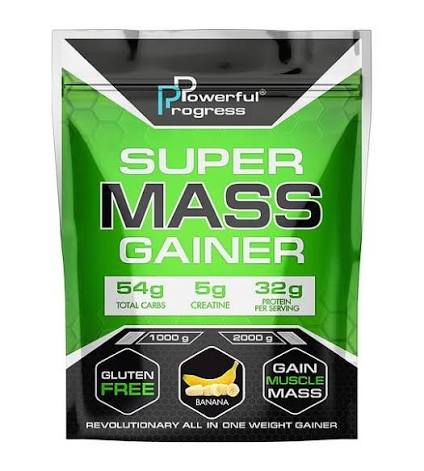 Powerful®
Progress
SUPER
MASS
GAINER
54g 5g 32g
TOTAL CARBS CREATINE PROTEIN
PER SERVING
1000 g 2000 g
GLUTEN
FREE
BANANA
GAIN
MUSCLE
MASS
REVOLUTIONARY ALL IN ONE WEIGHT GAINER